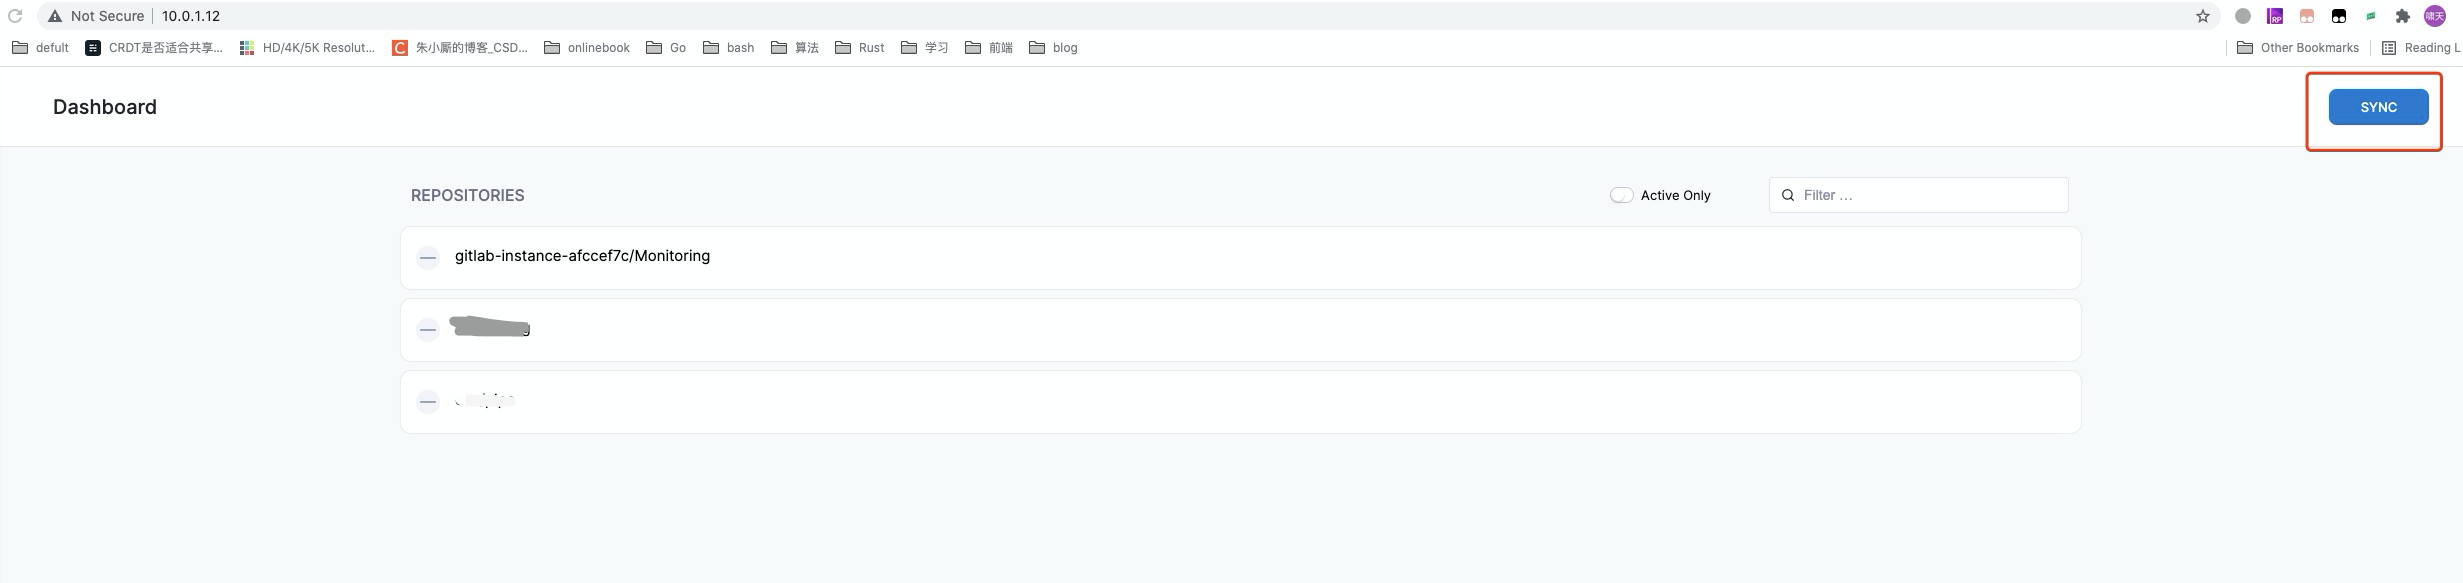 Not Secure 10.0.1.12
defult CRDT是否适合共享... HD/4K/5K Resolut... 朱小厮的博客_CSD... onlinebook Go bash 算法 Rust 学习 前端 blog Other Bookmarks Reading L
Dashboard SYNC
REPOSITORIES Active Only Filter ...
gitlab-instance-afccef7c/Monitoring